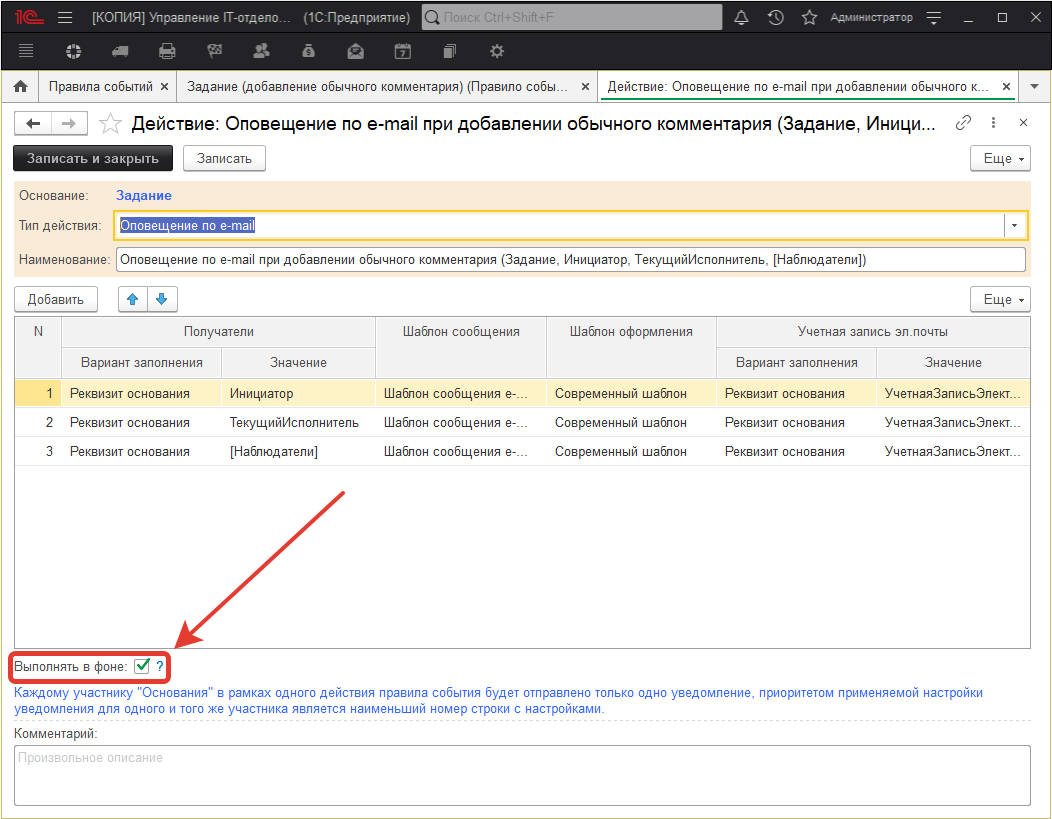 [КОПИЯ] Управление IT-отдело... (1С:Предприятие) Поиск Ctrl+Shift+F Администратор
Правила событий Задание (добавление обычного комментария) (Правило собы... Действие: Оповещение по e-mail при добавлении обычного к...
Действие: Оповещение по e-mail при добавлении обычного комментария (Задание, Иници...
Записать и закрыть Записать Еще
Основание: Задание
Тип действия: Оповещение по e-mail
Наименование: Оповещение по e-mail при добавлении обычного комментария (Задание, Инициатор, ТекущийИсполнитель, [Наблюдатели])
Добавить Еще
N Получатели Шаблон сообщения Шаблон оформления Учетная запись эл.почты
Вариант заполнения Значение Вариант заполнения Значение
1 Реквизит основания Инициатор Шаблон сообщения e-... Современный шаблон Реквизит основания УчетнаяЗаписьЭлект...
2 Реквизит основания ТекущийИсполнитель Шаблон сообщения e-... Современный шаблон Реквизит основания УчетнаяЗаписьЭлект...
3 Реквизит основания [Наблюдатели] Шаблон сообщения e-... Современный шаблон Реквизит основания УчетнаяЗаписьЭлект...
Выполнять в фоне: ?
Каждому участнику "Основания" в рамках одного действия правила события будет отправлено только одно уведомление, приоритетом применяемой настройки
уведомления для одного и того же участника является наименьший номер строки с настройками.
Комментарий:
Произвольное описание